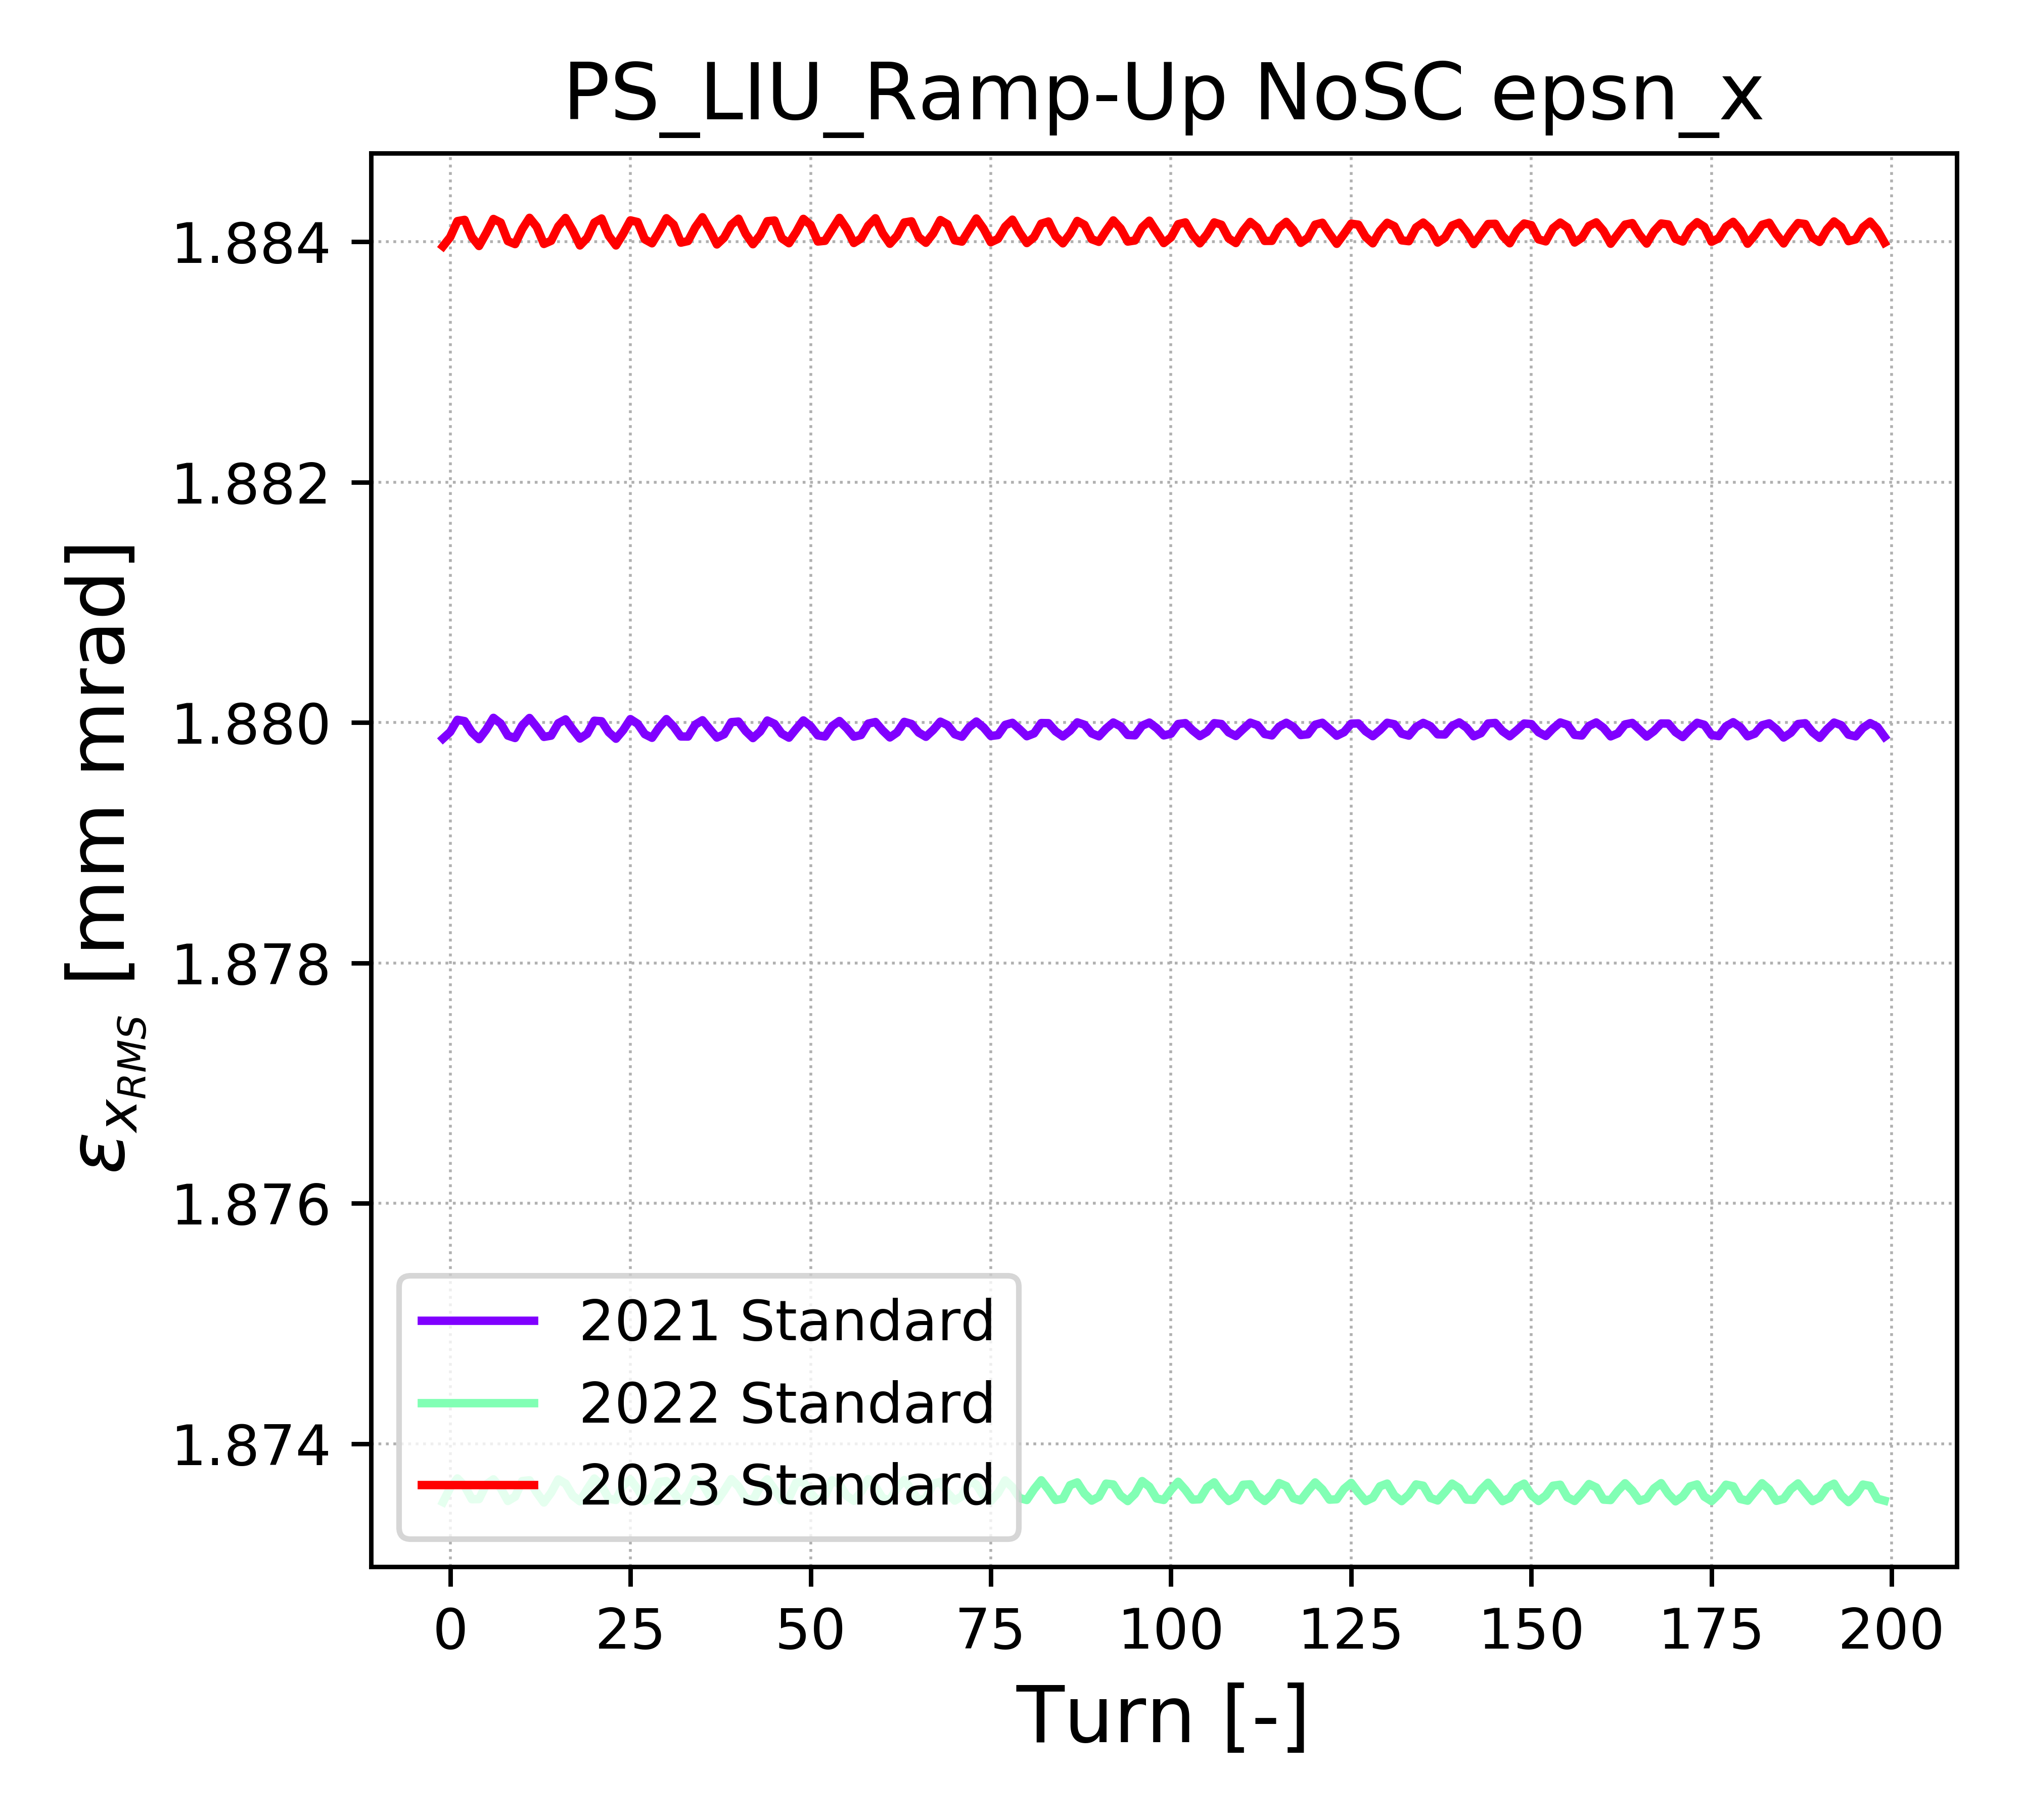 PS_LIU_Ramp-Up NoSC epsn_x
1.884
1.882
1.880
1.878
1.876
1.874
ε_{x_{RMS}} [mm mrad]
2021 Standard
2022 Standard
2023 Standard
0 25 50 75 100 125 150 175 200
Turn [-]